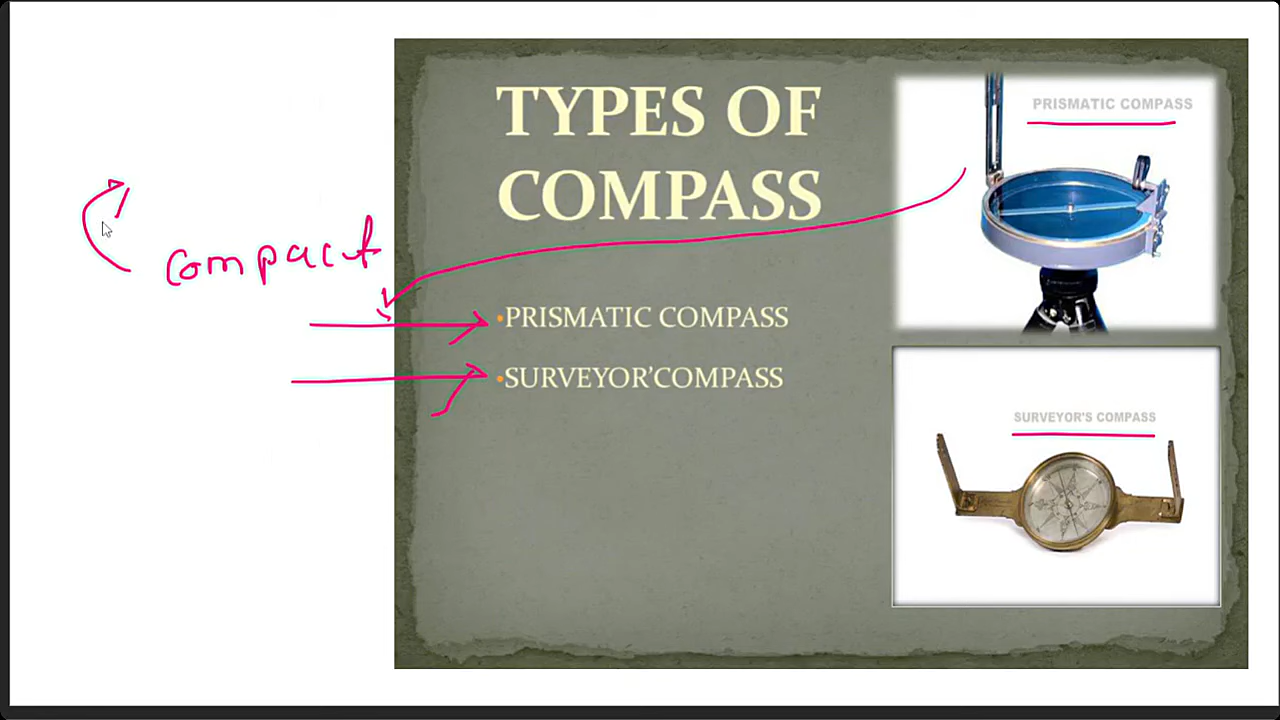 TYPES OF
COMPASS
compact
•PRISMATIC COMPASS
•SURVEYOR’COMPASS
PRISMATIC COMPASS
SURVEYOR'S COMPASS